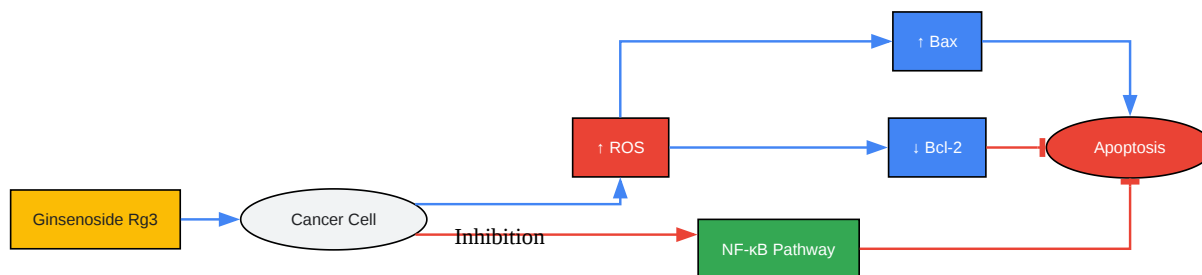 Ginsenoside Rg3
Cancer Cell
Inhibition
↑ ROS
NF-κB Pathway
↑ Bax
↓ Bcl-2
Apoptosis